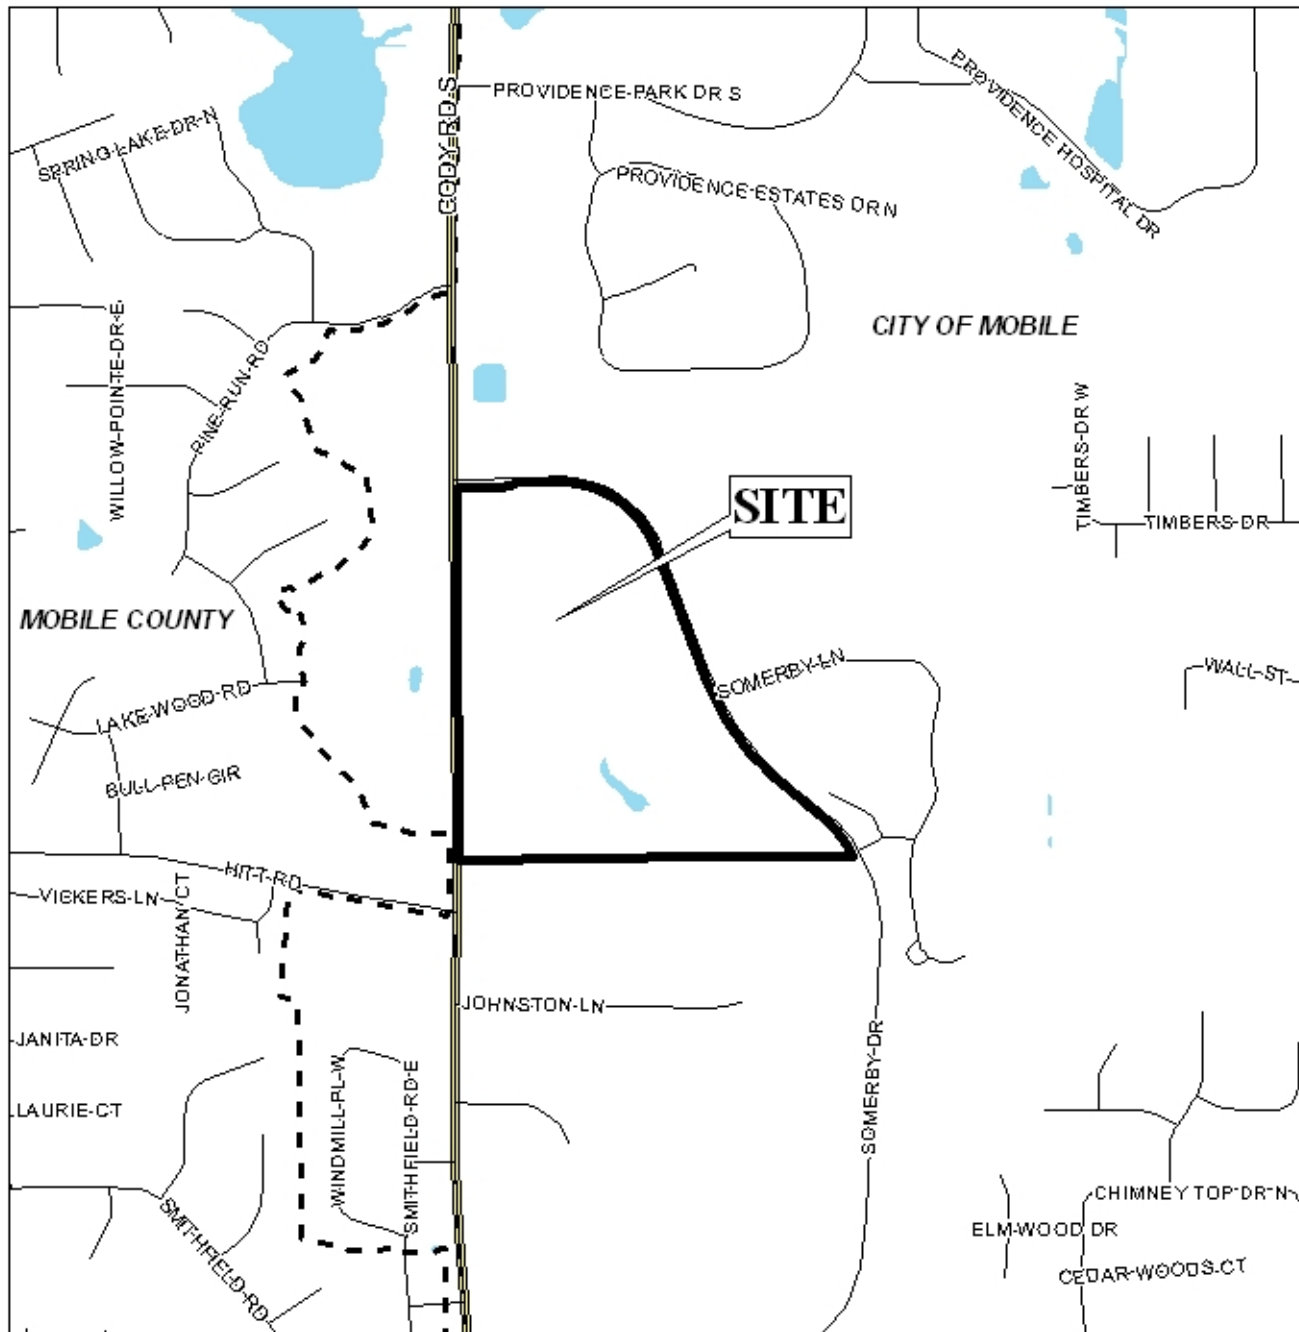 PROVIDENCE PARK DR S
CODY RD S
PROVIDENCE HOSPITAL DR
SPRING LAKE DR N
PROVIDENCE ESTATES DR N
CITY OF MOBILE
WILLOW POINTE DR E
PINE RUN RD
TIMBERS DR W
SITE
TIMBERS DR
MOBILE COUNTY
SOMERBY LN
WALL ST
LAKE WOOD RD
BULL PEN CIR
HITT RD
VICKERS LN
JONATHAN CT
JOHNSTON LN
JANITA DR
SOMERBY DR
WINDMILL PL W
SMITHFIELD RD E
LAURIE CT
CHIMNEY TOP DR N
SMITHFIELD RD
ELM WOOD DR
CEDAR WOODS CT